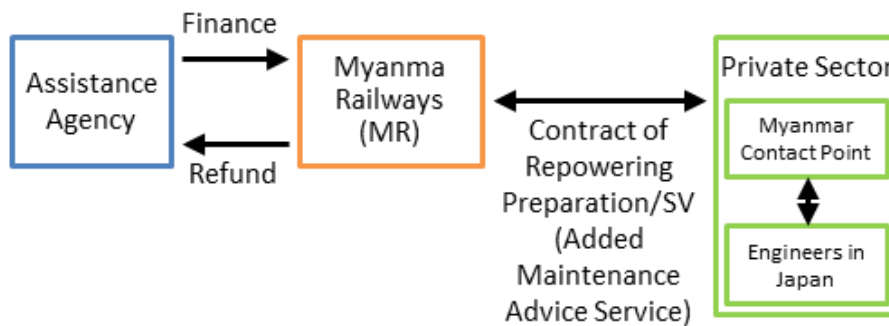 Finance
Assistance
Agency
Myanma
Railways
(MR)
Refund
Contract of
Repowering
Preparation/SV
(Added
Maintenance
Advice Service)
Private Sector
Myanmar
Contact Point
Engineers in
Japan